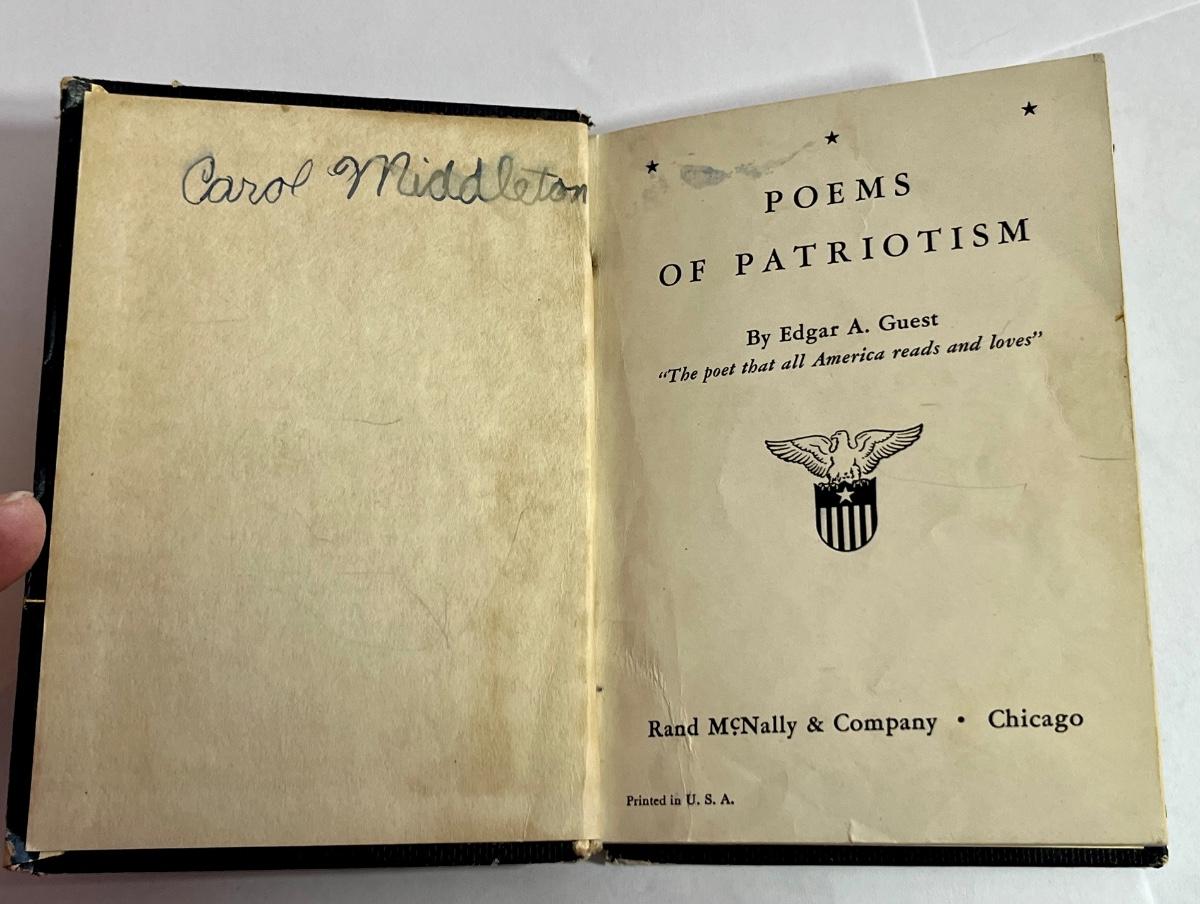 Carol Middleton
POEMS
OF PATRIOTISM
By Edgar A. Guest
"The poet that all America reads and loves"
Rand McNally & Company • Chicago
Printed in U. S. A.